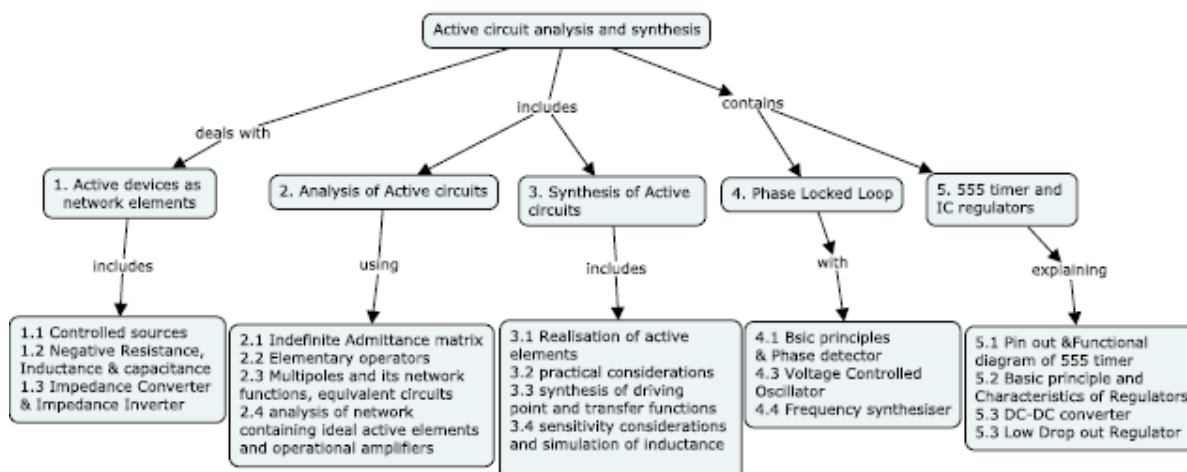 Active circuit analysis and synthesis
deals with
includes
contains
1. Active devices as
network elements
2. Analysis of Active circuits
3. Synthesis of Active
circuits
4. Phase Locked Loop
5. 555 timer and
IC regulators
includes
using
includes
with
explaining
1.1 Controlled sources
1.2 Negative Resistance,
Inductance & capacitance
1.3 Impedance Converter
& Impedance Inverter
2.1 Indefinite Admittance matrix
2.2 Elementary operators
2.3 Multipoles and its network
functions, equivalent circuits
2.4 analysis of network
containing ideal active elements
and operational amplifiers
3.1 Realisation of active
elements
3.2 practical considerations
3.3 synthesis of driving
point and transfer functions
3.4 sensitivity considerations
and simulation of inductance
4.1 Bsic principles
& Phase detector
4.3 Voltage Controlled
Oscillator
4.4 Frequency synthesiser
5.1 Pin out &Functional
diagram of 555 timer
5.2 Basic principle and
Characteristics of Regulators
5.3 DC-DC converter
5.3 Low Drop out Regulator